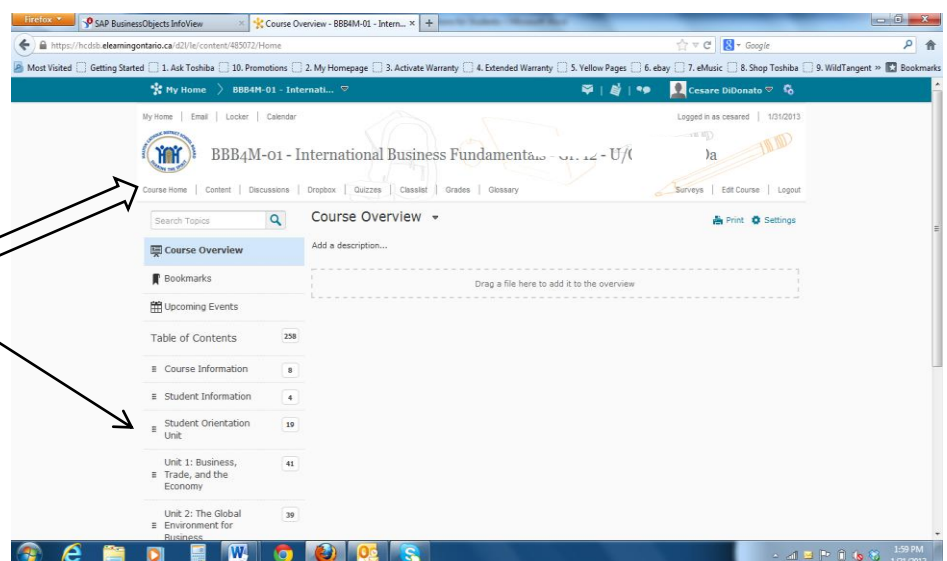 Firefox
SAP BusinessObjects InfoView × Course Overview - BBB4M-01 - Intern... × +
https://hcdsb.elearningontario.ca/d2l/le/content/485072/Home Google
Most Visited Getting Started 1. Ask Toshiba 10. Promotions 2. My Homepage 3. Activate Warranty 4. Extended Warranty 5. Yellow Pages 6. ebay 7. eMusic 8. Shop Toshiba 9. WildTangent » Bookmarks
My Home > BBB4M-01 - Internati... Cesare DiDonato
My Home | Email | Locker | Calendar Logged in as cesared | 1/31/2013
BBB4M-01 - International Business Fundamentals - Gr. 12 - U/
Course Home | Content | Discussions | Dropbox | Quizzes | Classlist | Grades | Glossary Surveys | Edit Course | Logout
Search Topics
Course Overview
Print Settings
Course Overview
Add a description...
Bookmarks
Drag a file here to add it to the overview
Upcoming Events
Table of Contents 258
Course Information 8
Student Information 4
Student Orientation 19
Unit
Unit 1: Business, 41
Trade, and the
Economy
Unit 2: The Global 39
Environment for
Business
1:59 PM